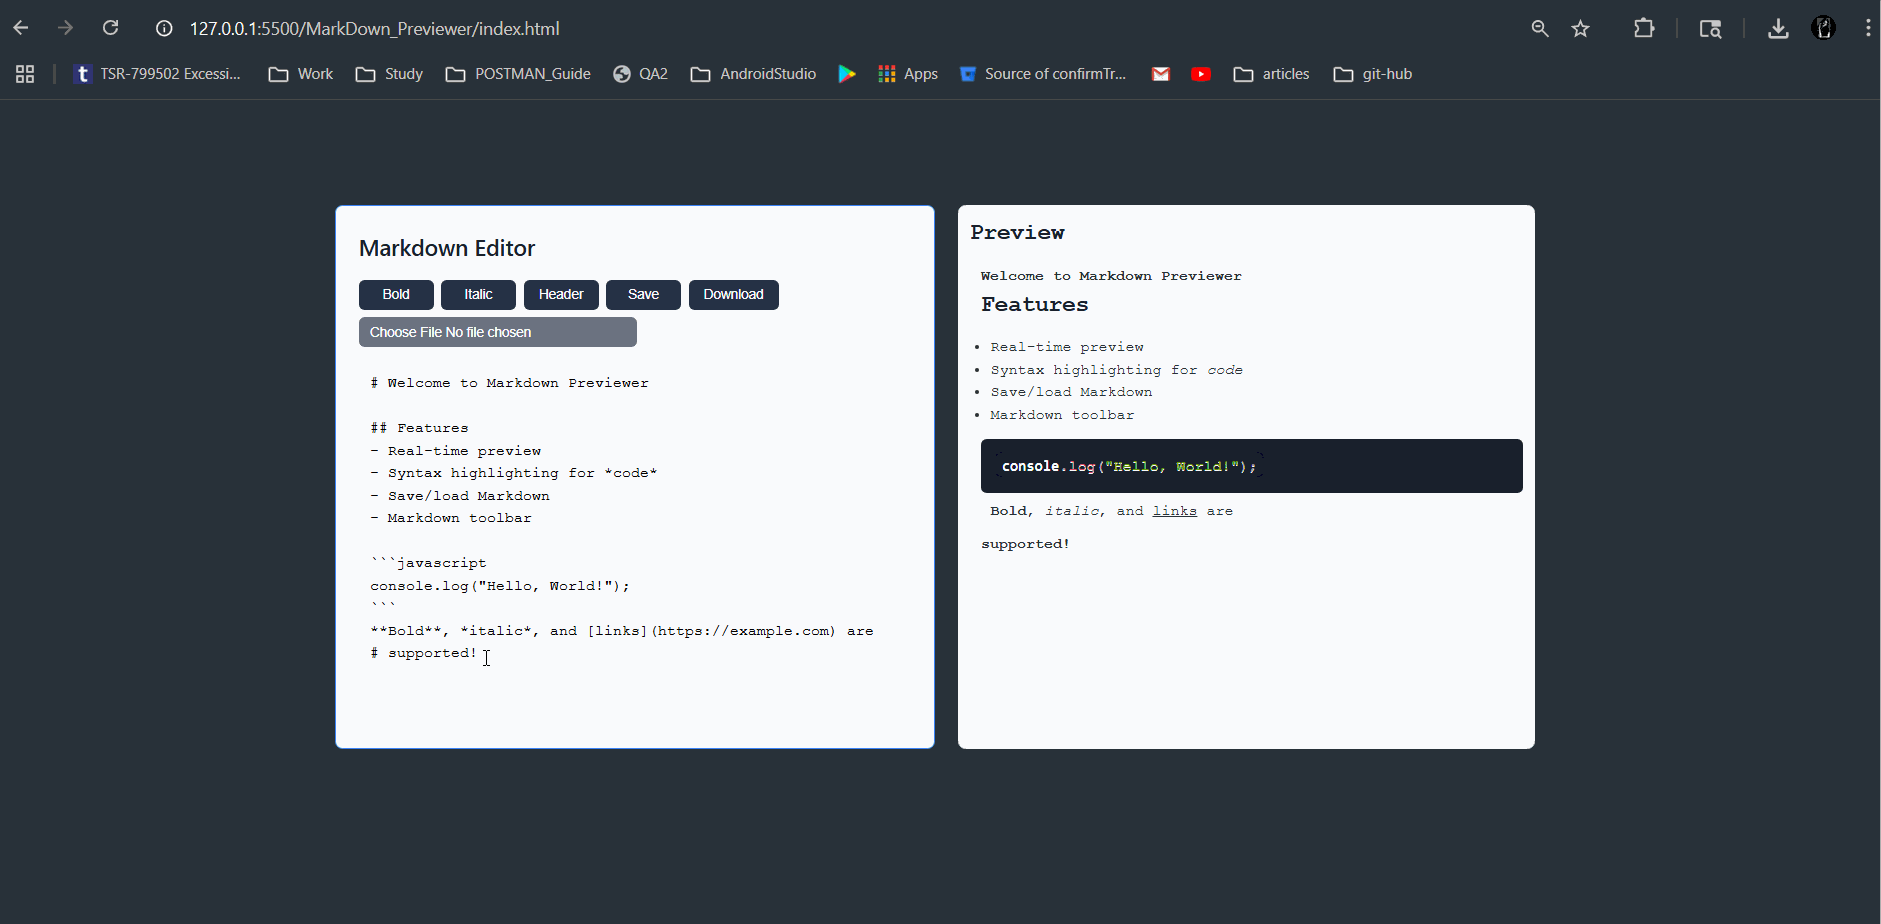 127.0.0.1:5500/MarkDown_Previewer/index.html
TSR-799502 Excessi... Work Study POSTMAN_Guide QA2 AndroidStudio Apps Source of confirmTr... articles git-hub
Markdown Editor
Bold Italic Header Save Download
Choose File No file chosen
# Welcome to Markdown Previewer
## Features
- Real-time preview
- Syntax highlighting for *code*
- Save/load Markdown
- Markdown toolbar
```javascript
console.log("Hello, World!");
```
**Bold**, *italic*, and [links](https://example.com) are
# supported!
Preview
Welcome to Markdown Previewer
Features
• Real-time preview
• Syntax highlighting for code
• Save/load Markdown
• Markdown toolbar
console.log("Hello, World!");
Bold, italic, and links are
supported!